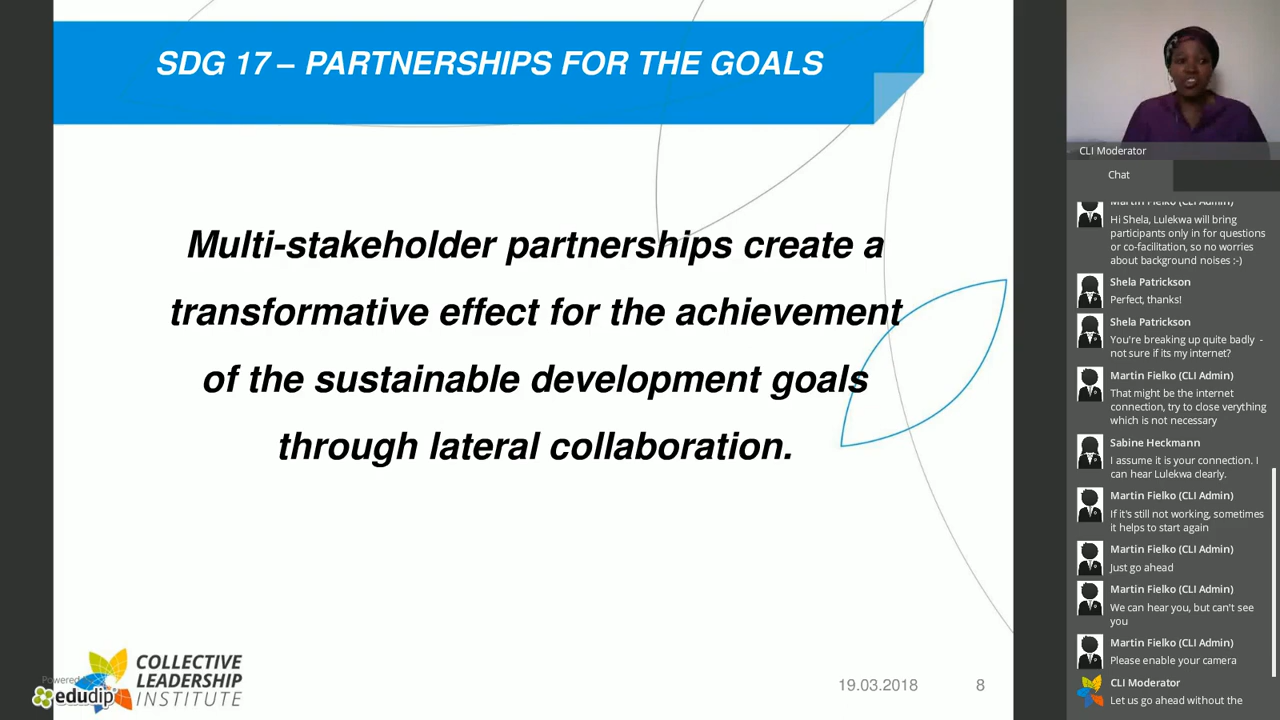 SDG 17 – PARTNERSHIPS FOR THE GOALS
Multi-stakeholder partnerships create a
transformative effect for the achievement
of the sustainable development goals
through lateral collaboration.
COLLECTIVE
LEADERSHIP
INSTITUTE
Powered
edudip
19.03.2018
8
CLI Moderator
Chat
Martin Fielko (CLI Admin)
Hi Shela, Lulekwa will bring
participants only in for questions
or co-facilitation, so no worries
about background noises :-)
Shela Patrickson
Perfect, thanks!
Shela Patrickson
You're breaking up quite badly -
not sure if its my internet?
Martin Fielko (CLI Admin)
That might be the internet
connection, try to close verything
which is not necessary
Sabine Heckmann
I assume it is your connection. I
can hear Lulekwa clearly.
Martin Fielko (CLI Admin)
If it's still not working, sometimes
it helps to start again
Martin Fielko (CLI Admin)
Just go ahead
Martin Fielko (CLI Admin)
We can hear you, but can't see
you
Martin Fielko (CLI Admin)
Please enable your camera
CLI Moderator
Let us go ahead without the